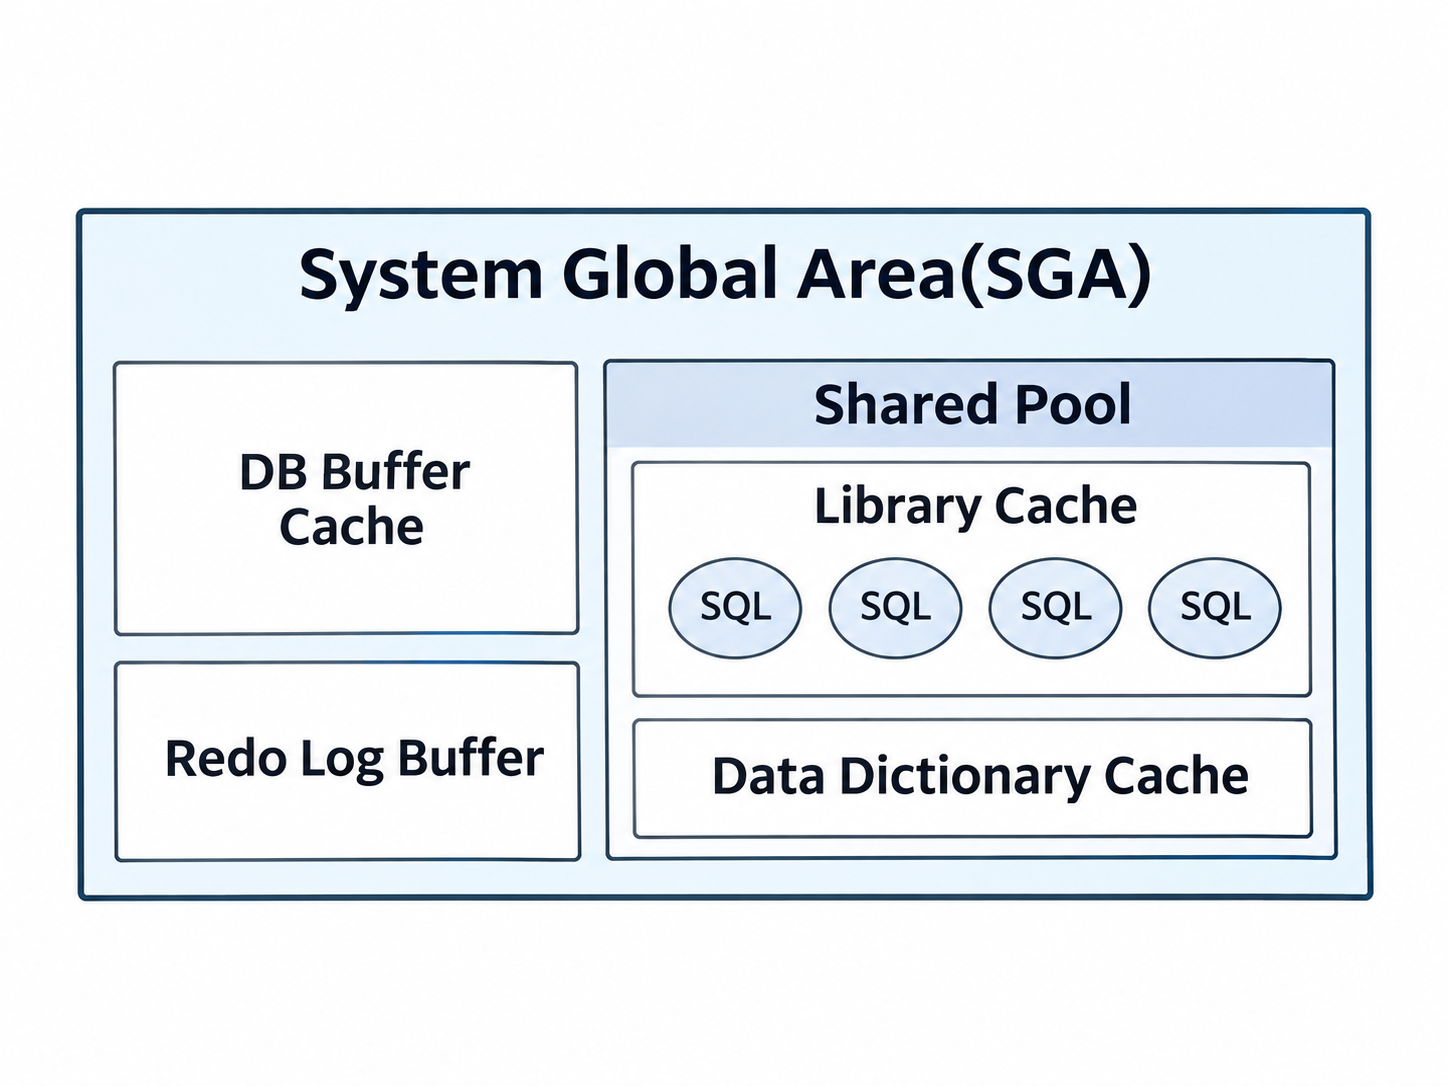 System Global Area(SGA)
DB Buffer
Cache
Redo Log Buffer
Shared Pool
Library Cache
SQL SQL SQL SQL
Data Dictionary Cache